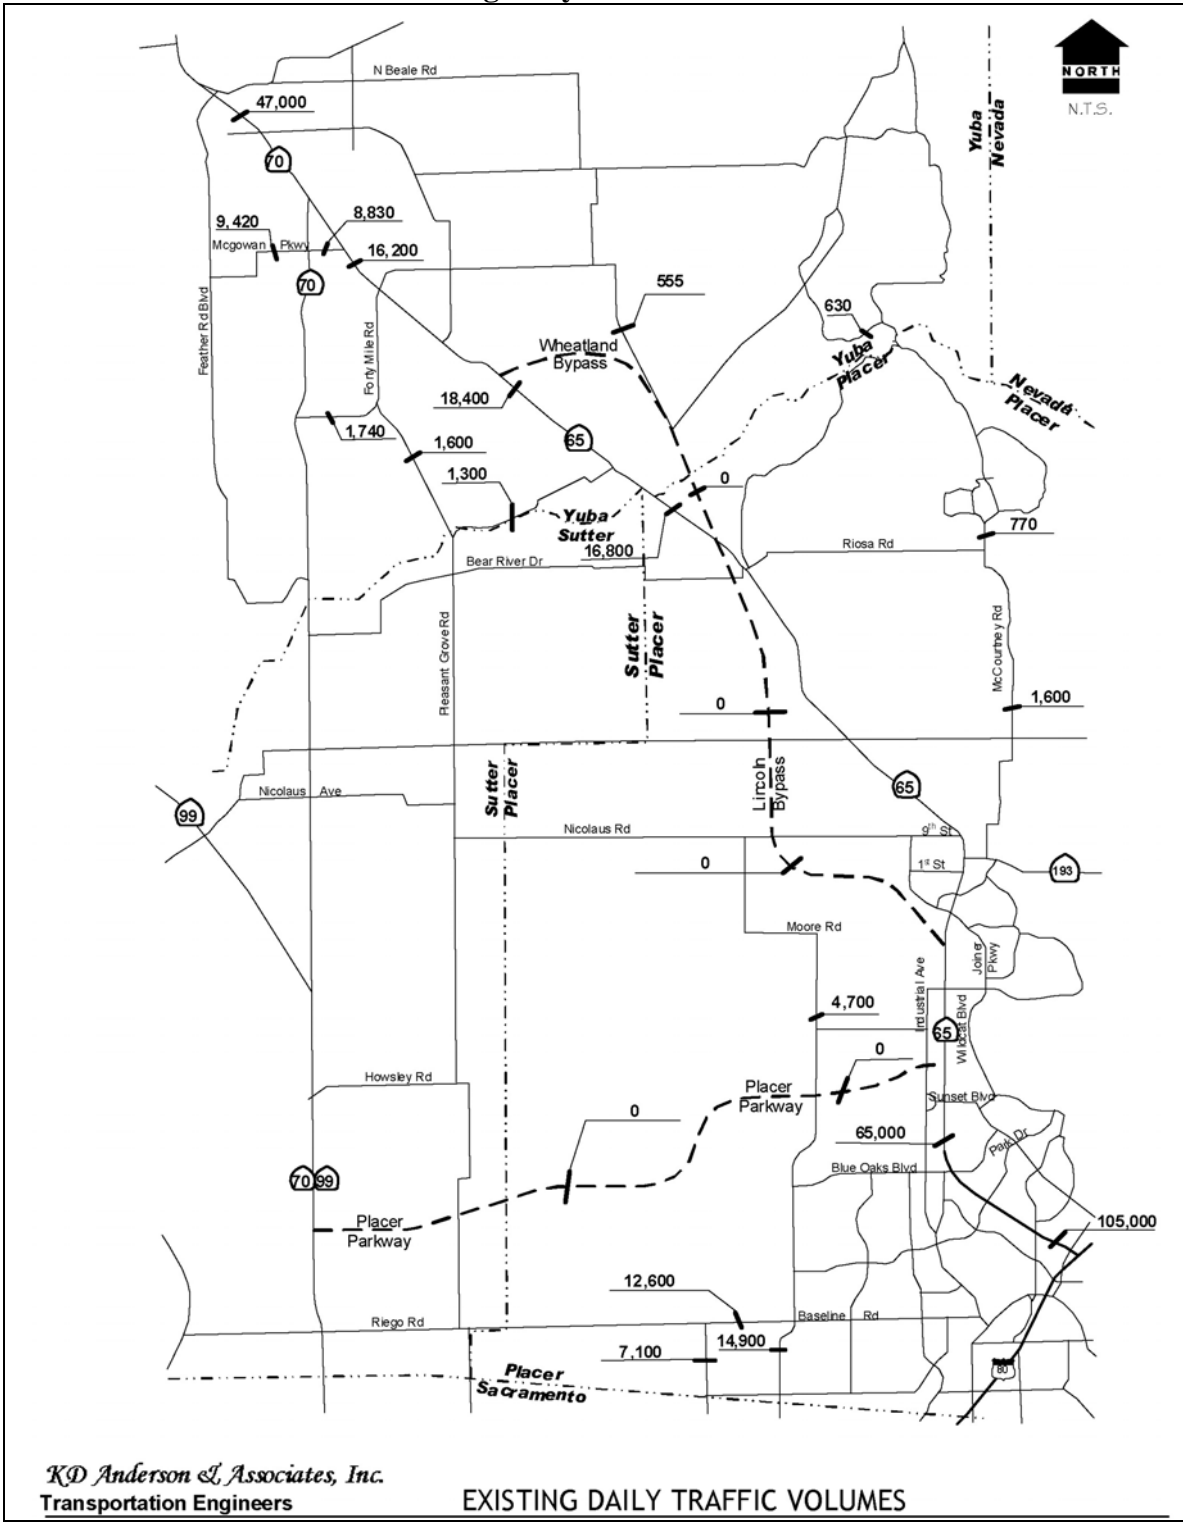 NORTH
N.T.S.
N Beale Rd
47,000
Yuba
Nevada
70
9,420
8,830
Mcgowan Pkwy
16,200
70
555
Feather Rd Blvd
Forty Mile Rd
630
Wheatland
Bypass
Yuba
Placer
Nevada
Placer
18,400
1,740
65
1,600
1,300
0
Yuba
Sutter
16,800
770
Riosa Rd
Bear River Dr
Pleasant Grove Rd
Sutter
Placer
McCourtney Rd
0
1,600
Sutter
Placer
Lincoln
Bypass
65
Nicolaus Ave
99
Nicolaus Rd
9th St
0
1st St
193
Moore Rd
Industrial Ave
Joiner
Pkwy
4,700
65
Wildcat Blvd
0
Howsley Rd
Placer
Parkway
Sunset Blvd
0
65,000
Park Dr
Blue Oaks Blvd
70
99
Placer
Parkway
105,000
12,600
Riego Rd
Baseline Rd
14,900
7,100
80
Placer
Sacramento
KD Anderson & Associates, Inc.
Transportation Engineers
EXISTING DAILY TRAFFIC VOLUMES